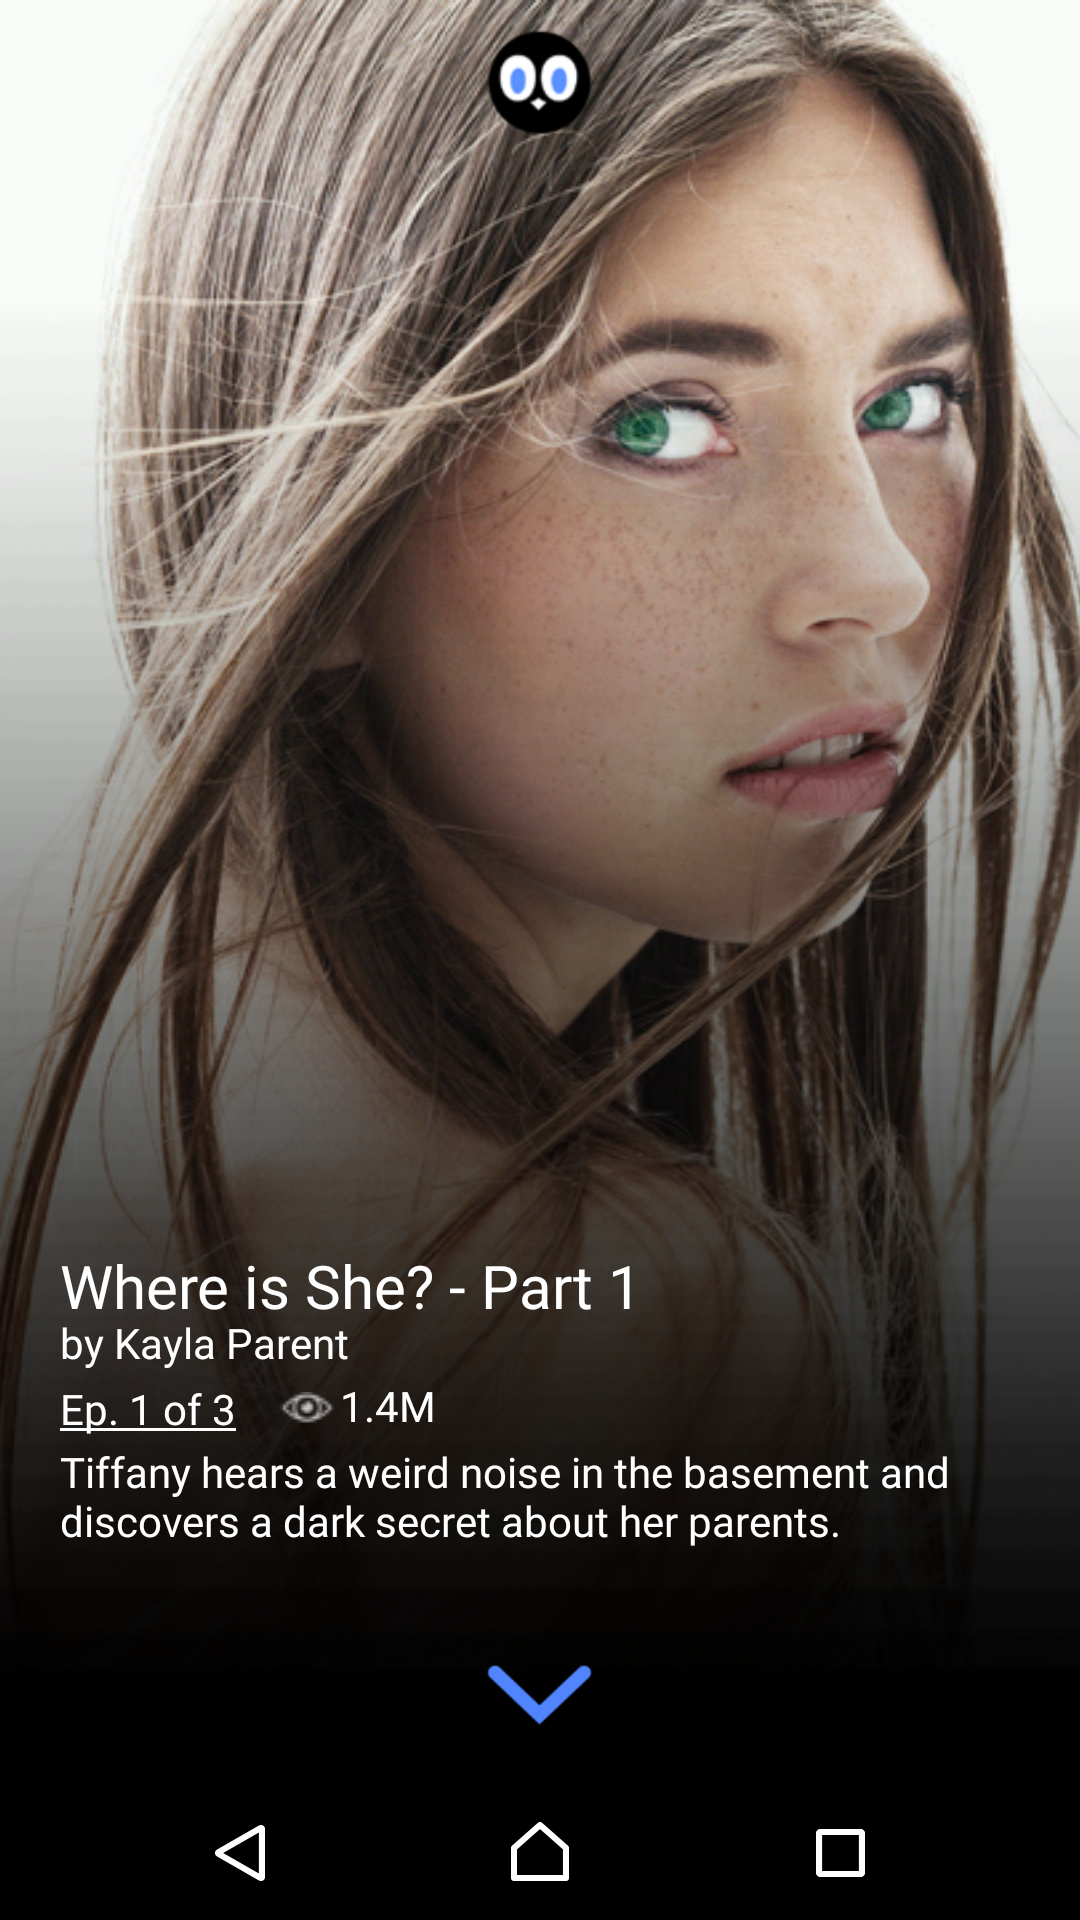 Where is She? - Part 1
by Kayla Parent
Ep. 1 of 3 1.4M
Tiffany hears a weird noise in the basement and
discovers a dark secret about her parents.